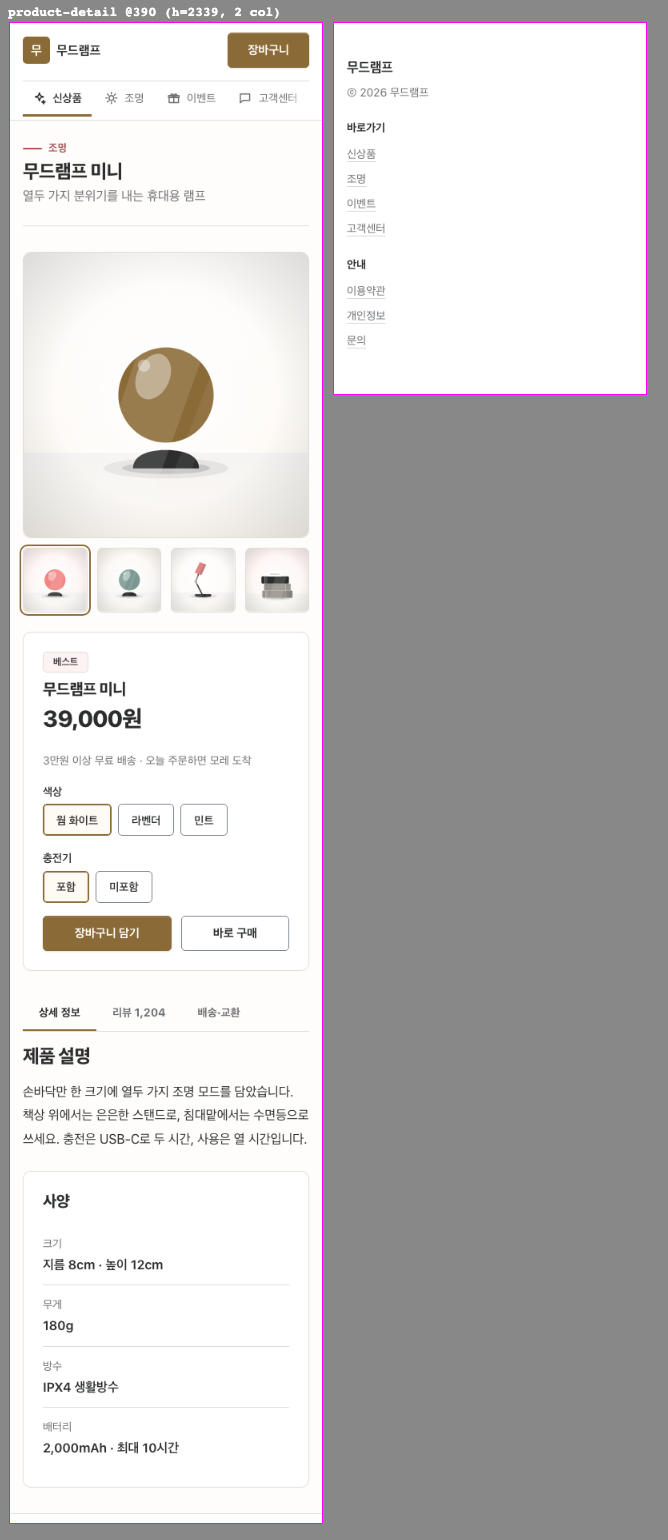 product-detail @390 (h=2339, 2 col)
무 무드램프
장바구니
신상품
조명
이벤트
고객센터
조명
무드램프 미니
열두 가지 분위기를 내는 휴대용 램프
베스트
무드램프 미니
39,000원
3만원 이상 무료 배송 · 오늘 주문하면 모레 도착
색상
웜 화이트
라벤더
민트
충전기
포함
미포함
장바구니 담기
바로 구매
상세 정보
리뷰 1,204
배송·교환
제품 설명
손바닥만 한 크기에 열두 가지 조명 모드를 담았습니다.
책상 위에서는 은은한 스탠드로, 침대맡에서는 수면등으로
쓰세요. 충전은 USB-C로 두 시간, 사용은 열 시간입니다.
사양
크기
지름 8cm · 높이 12cm
무게
180g
방수
IPX4 생활방수
배터리
2,000mAh · 최대 10시간
무드램프
© 2026 무드램프
바로가기
신상품
조명
이벤트
고객센터
안내
이용약관
개인정보
문의